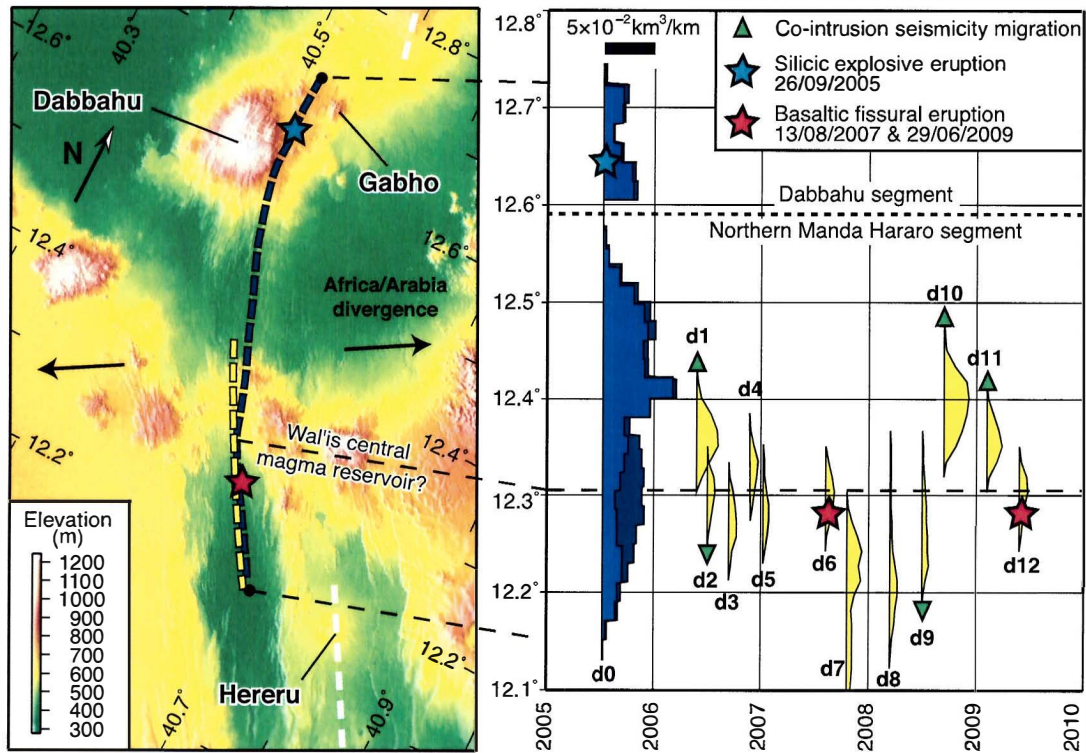 12.6°
40.3°
40.5°
12.8°
Dabbahu
N
Gabho
12.4°
12.6°
Africa/Arabia
divergence
12.2°
Wal'is central
magma reservoir?
12.4°
Elevation
(m)
1200
1100
1000
900
800
700
600
500
400
300
Hereru
12.2°
40.7°
40.9°
12.8°
12.7°
12.6°
12.5°
12.4°
12.3°
12.2°
12.1°
5×10⁻²km³/km
Co-intrusion seismicity migration
Silicic explosive eruption
26/09/2005
Basaltic fissural eruption
13/08/2007 & 29/06/2009
Dabbahu segment
Northern Manda Hararo segment
d10
d1
d11
d4
d2
d3
d5
d6
d12
d9
d7
d8
d0
2005
2006
2007
2008
2009
2010